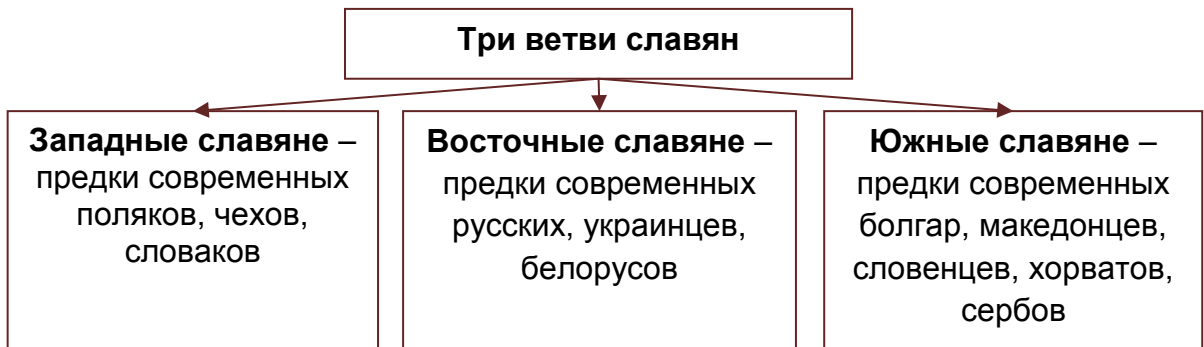 Три ветви славян
Западные славяне –
предки современных
поляков, чехов,
словаков
Восточные славяне –
предки современных
русских, украинцев,
белорусов
Южные славяне –
предки современных
болгар, македонцев,
словенцев, хорватов,
сербов